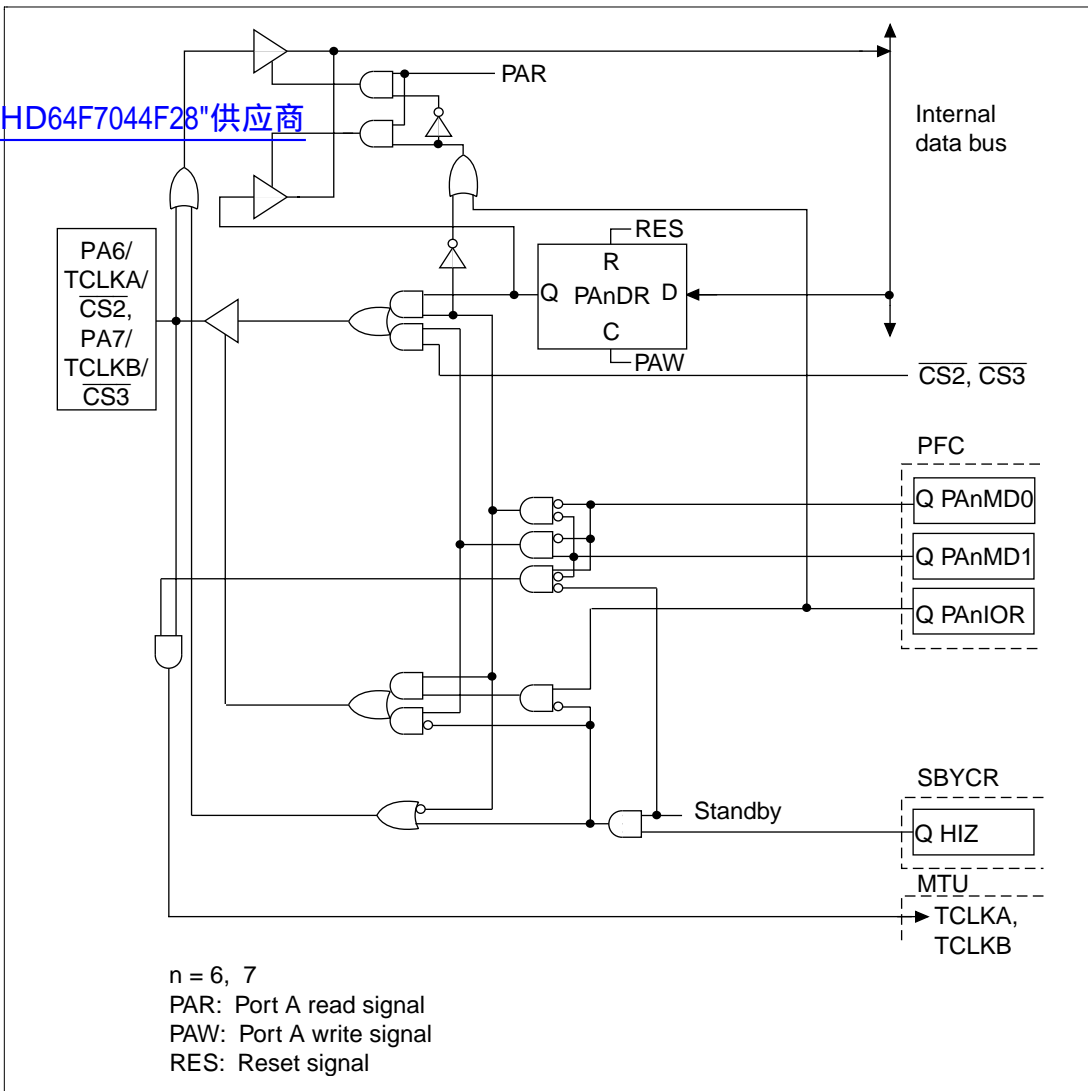 PAR
HD64F7044F28"供应商
Internal
data bus
RES
PA6/
TCLKA/
CS2,
PA7/
TCLKB/
CS3
R
Q PAnDR D
C
PAW
CS2, CS3
PFC
Q PAnMD0
Q PAnMD1
Q PAnIOR
SBYCR
Standby
Q HIZ
MTU
TCLKA,
TCLKB
n = 6, 7
PAR: Port A read signal
PAW: Port A write signal
RES: Reset signal